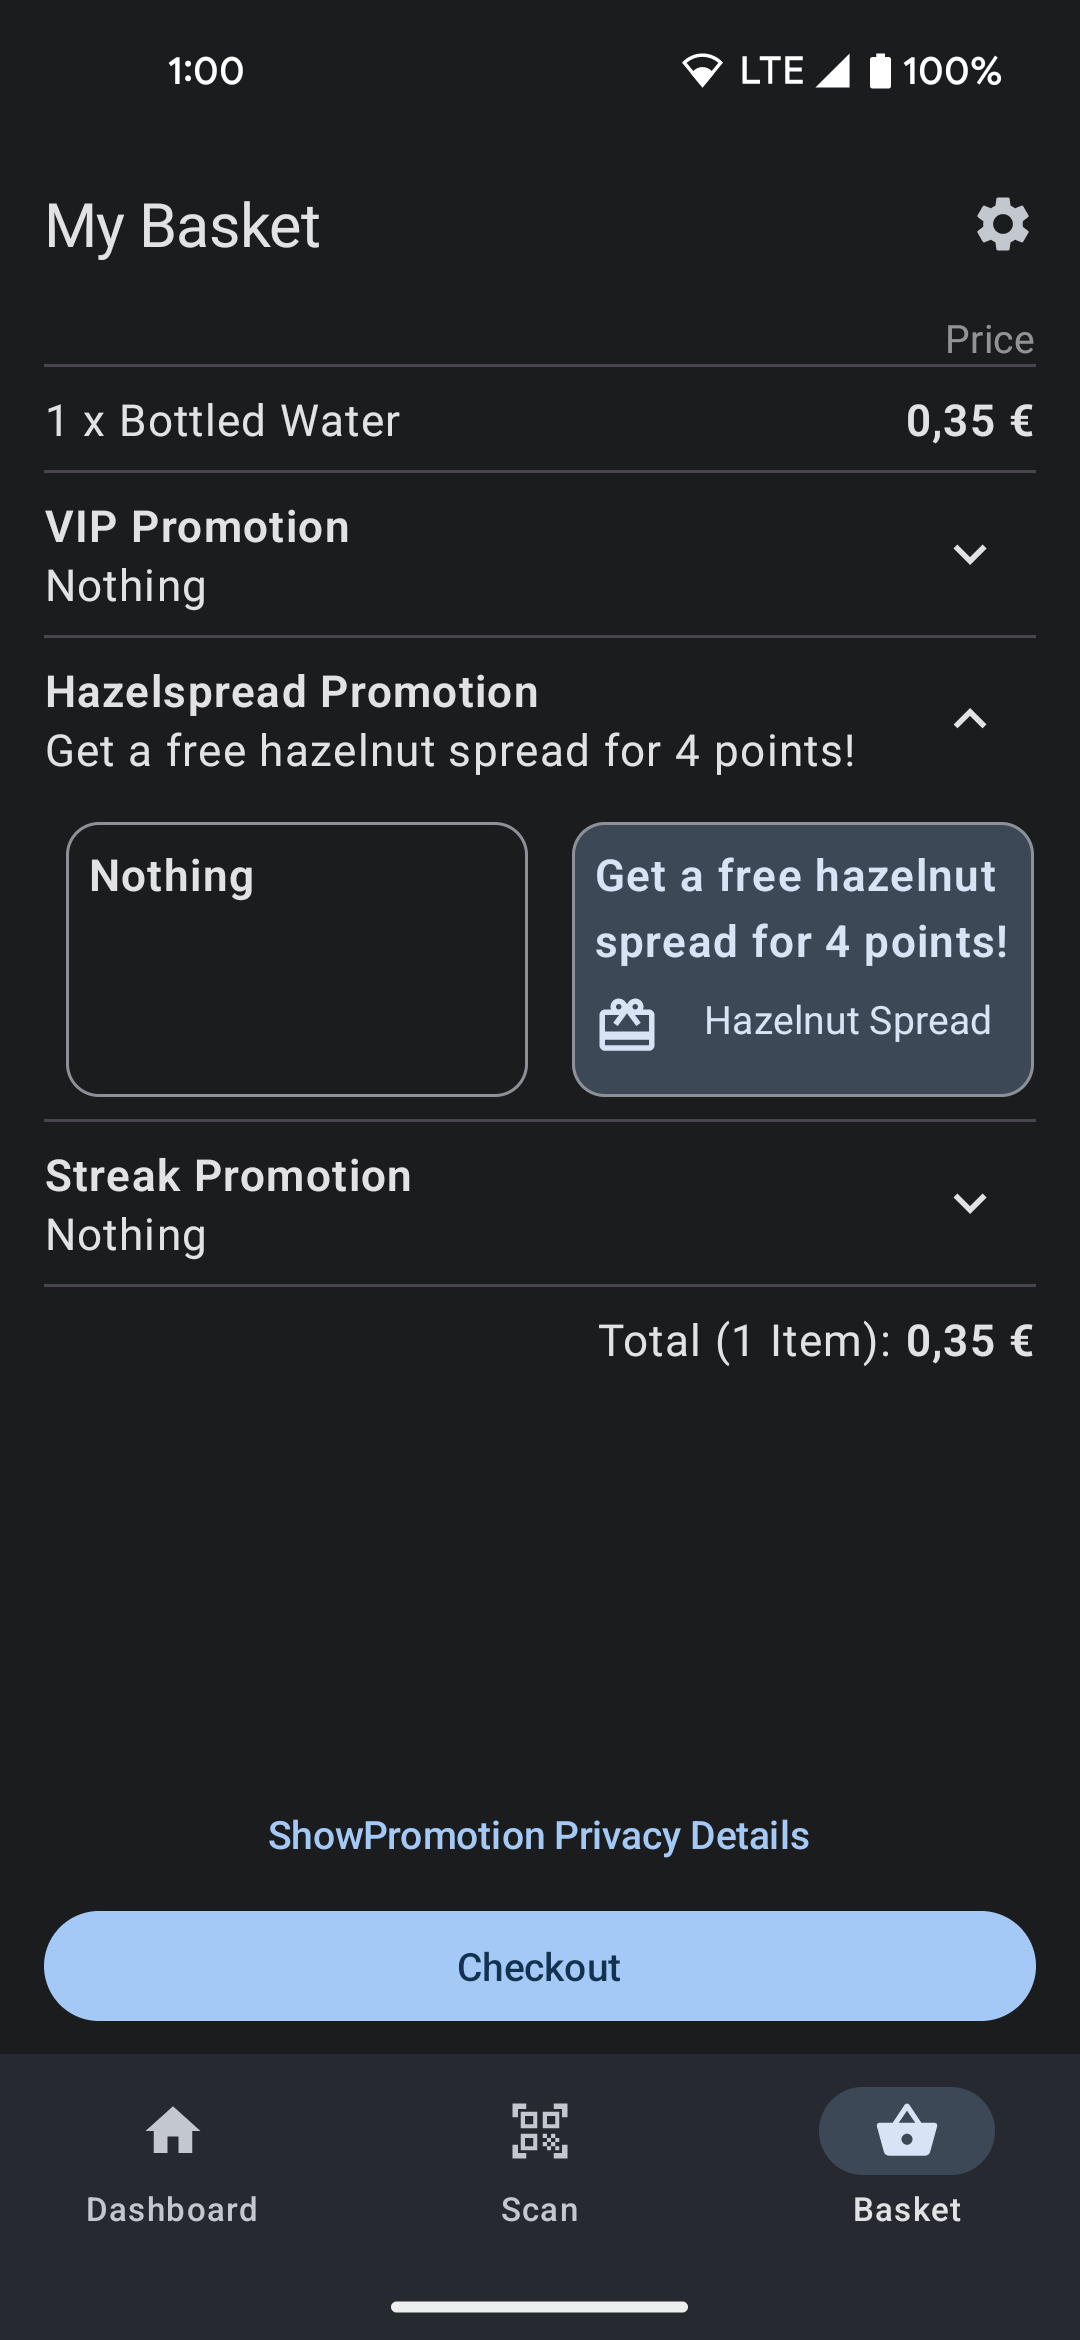 1:00
LTE
100%
My Basket
Price
1 x Bottled Water
0,35 €
VIP Promotion
Nothing
Hazelspread Promotion
Get a free hazelnut spread for 4 points!
Nothing
Get a free hazelnut
spread for 4 points!
Hazelnut Spread
Streak Promotion
Nothing
Total (1 Item): 0,35 €
ShowPromotion Privacy Details
Checkout
Dashboard
Scan
Basket